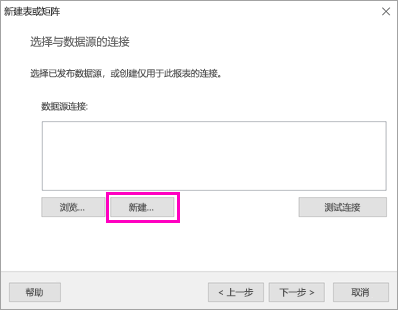 新建表或矩阵
选择与数据源的连接
选择已发布数据源，或创建仅用于此报表的连接。
数据源连接:
浏览... 新建... 测试连接
帮助 < 上一步 下一步 > 取消